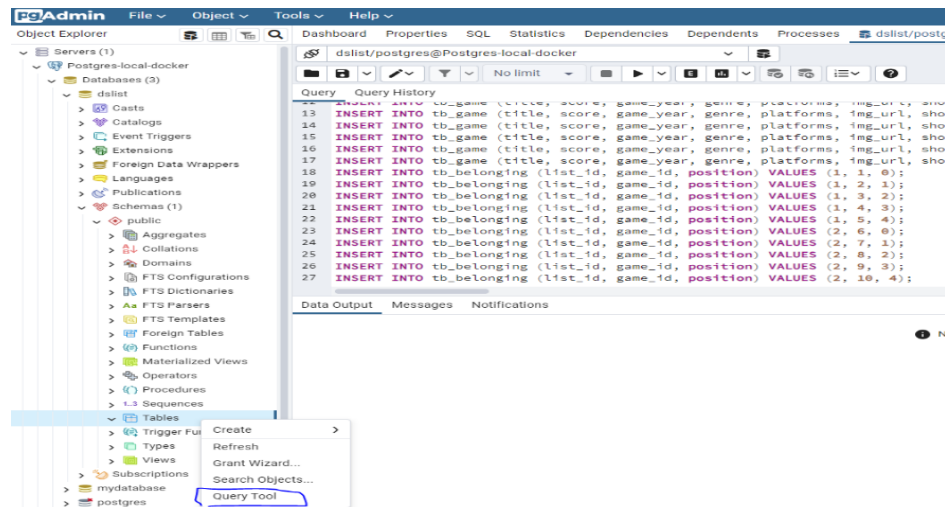 pgAdmin File Object Tools Help
Object Explorer
Dashboard Properties SQL Statistics Dependencies Dependents Processes dslist/postg
Servers (1)
Postgres-local-docker
Databases (3)
dslist
Casts
Catalogs
Event Triggers
Extensions
Foreign Data Wrappers
Languages
Publications
Schemas (1)
public
Aggregates
Collations
Domains
FTS Configurations
FTS Dictionaries
FTS Parsers
FTS Templates
Foreign Tables
Functions
Materialized Views
Operators
Procedures
1..3 Sequences
Tables
Trigger Fu
Types
Views
Subscriptions
mydatabase
postgres
Create
Refresh
Grant Wizard...
Search Objects...
Query Tool
dslist/postgres@Postgres-local-docker
No limit
Query Query History
12 INSERT INTO tb_game (title, score, game_year, genre, platforms, img_url, sho
13 INSERT INTO tb_game (title, score, game_year, genre, platforms, img_url, sho
14 INSERT INTO tb_game (title, score, game_year, genre, platforms, img_url, sho
15 INSERT INTO tb_game (title, score, game_year, genre, platforms, img_url, sho
16 INSERT INTO tb_game (title, score, game_year, genre, platforms, img_url, sho
17 INSERT INTO tb_game (title, score, game_year, genre, platforms, img_url, sho
18 INSERT INTO tb_belonging (list_id, game_id, position) VALUES (1, 1, 0);
19 INSERT INTO tb_belonging (list_id, game_id, position) VALUES (1, 2, 1);
20 INSERT INTO tb_belonging (list_id, game_id, position) VALUES (1, 3, 2);
21 INSERT INTO tb_belonging (list_id, game_id, position) VALUES (1, 4, 3);
22 INSERT INTO tb_belonging (list_id, game_id, position) VALUES (1, 5, 4);
23 INSERT INTO tb_belonging (list_id, game_id, position) VALUES (2, 6, 0);
24 INSERT INTO tb_belonging (list_id, game_id, position) VALUES (2, 7, 1);
25 INSERT INTO tb_belonging (list_id, game_id, position) VALUES (2, 8, 2);
26 INSERT INTO tb_belonging (list_id, game_id, position) VALUES (2, 9, 3);
27 INSERT INTO tb_belonging (list_id, game_id, position) VALUES (2, 10, 4);
Data Output Messages Notifications
N